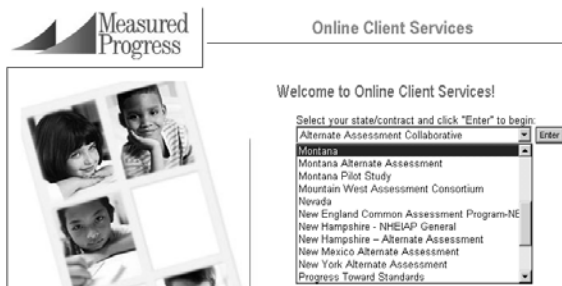 Measured
Progress
Online Client Services
Welcome to Online Client Services!
Select your state/contract and click "Enter" to begin:
Alternate Assessment Collaborative
Enter
Montana
Montana Alternate Assessment
Montana Pilot Study
Mountain West Assessment Consortium
Nevada
New England Common Assessment Program-NE
New Hampshire - NHEIAP General
New Hampshire – Alternate Assessment
New Mexico Alternate Assessment
New York Alternate Assessment
Progress Toward Standards